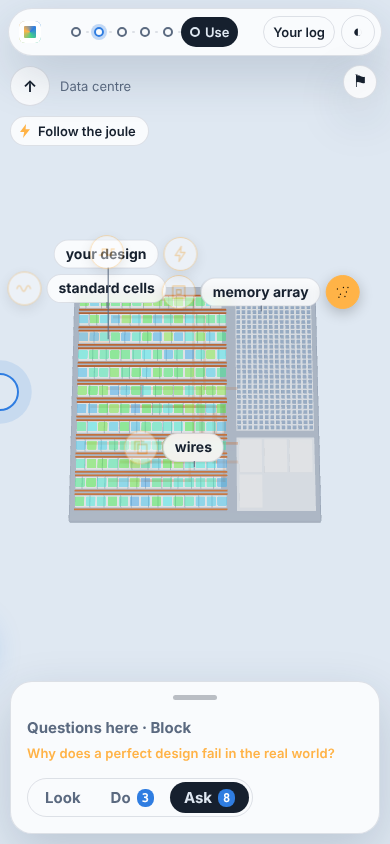 Use
Your log
Data centre
Follow the joule
your design
standard cells
memory array
wires
Questions here · Block
Why does a perfect design fail in the real world?
Look
Do 3
Ask 8